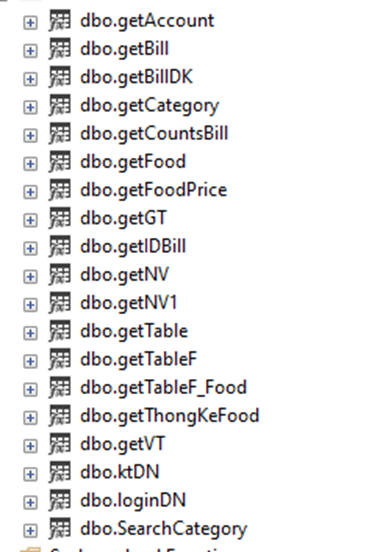 dbo.getAccount
dbo.getBill
dbo.getBillDK
dbo.getCategory
dbo.getCountsBill
dbo.getFood
dbo.getFoodPrice
dbo.getGT
dbo.getIDBill
dbo.getNV
dbo.getNV1
dbo.getTable
dbo.getTableF
dbo.getTableF_Food
dbo.getThongKeFood
dbo.getVT
dbo.ktDN
dbo.loginDN
dbo.SearchCategory